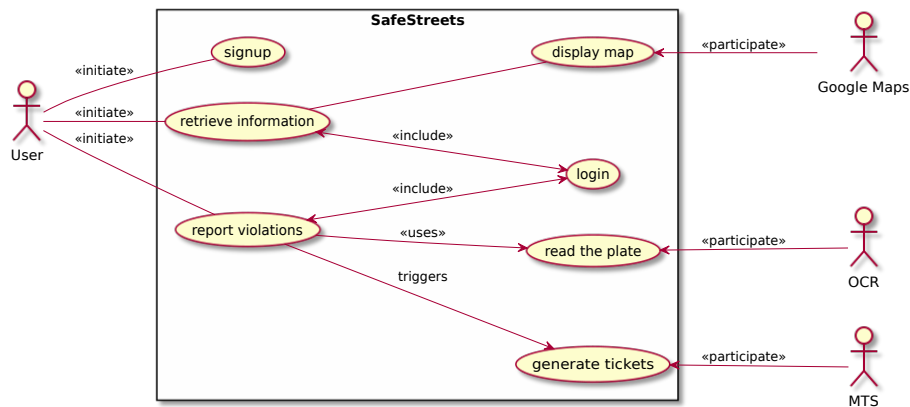 SafeStreets
signup
display map
«participate»
Google Maps
«initiate»
«initiate»
retrieve information
«initiate»
User
«include»
login
«include»
report violations
«uses»
read the plate
«participate»
OCR
triggers
generate tickets
«participate»
MTS